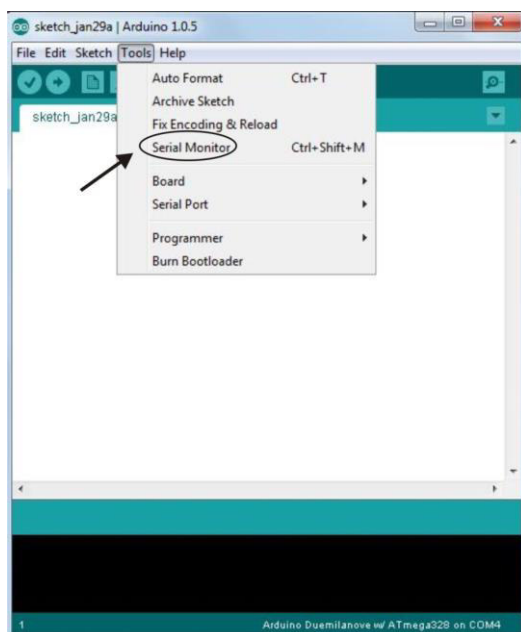 sketch_jan29a | Arduino 1.0.5
File Edit Sketch Tools Help
Auto Format Ctrl+T
Archive Sketch
sketch_jan29a
Fix Encoding & Reload
Serial Monitor Ctrl+Shift+M
Board
Serial Port
Programmer
Burn Bootloader
1 Arduino Duemilanove w/ ATmega328 on COM4